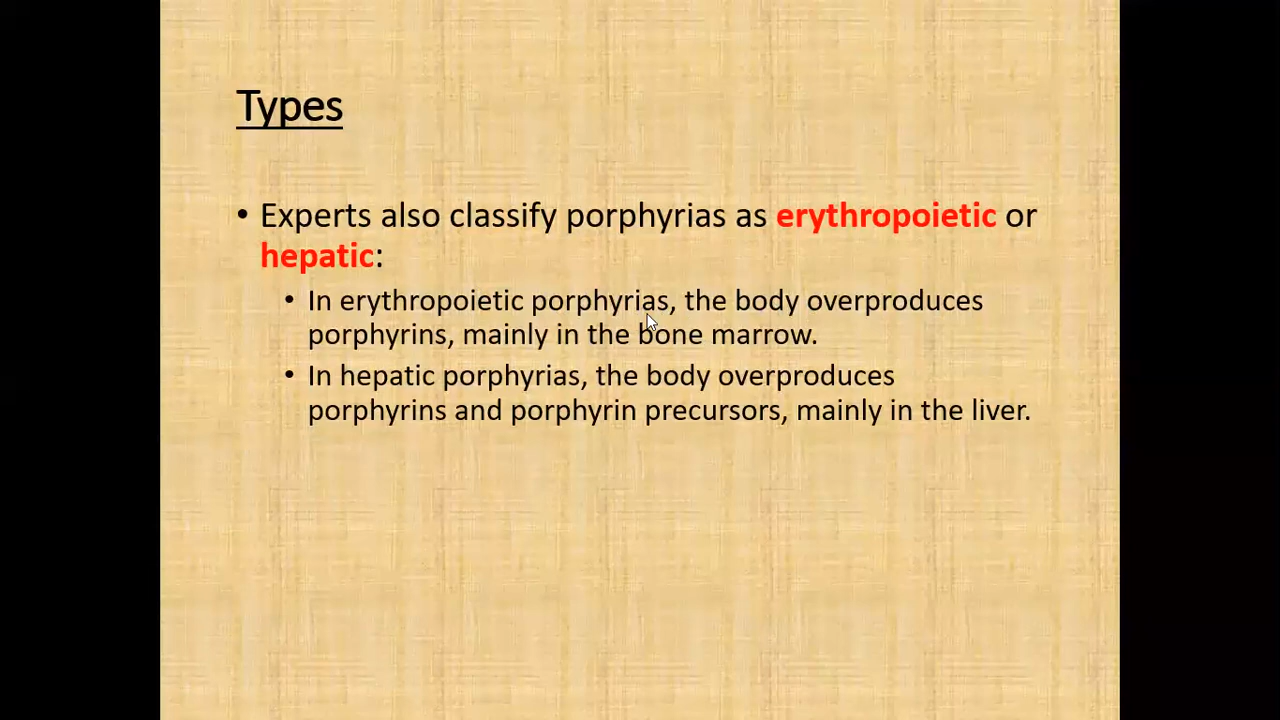 Types
• Experts also classify porphyrias as erythropoietic or
hepatic:
• In erythropoietic porphyrias, the body overproduces
porphyrins, mainly in the bone marrow.
• In hepatic porphyrias, the body overproduces
porphyrins and porphyrin precursors, mainly in the liver.